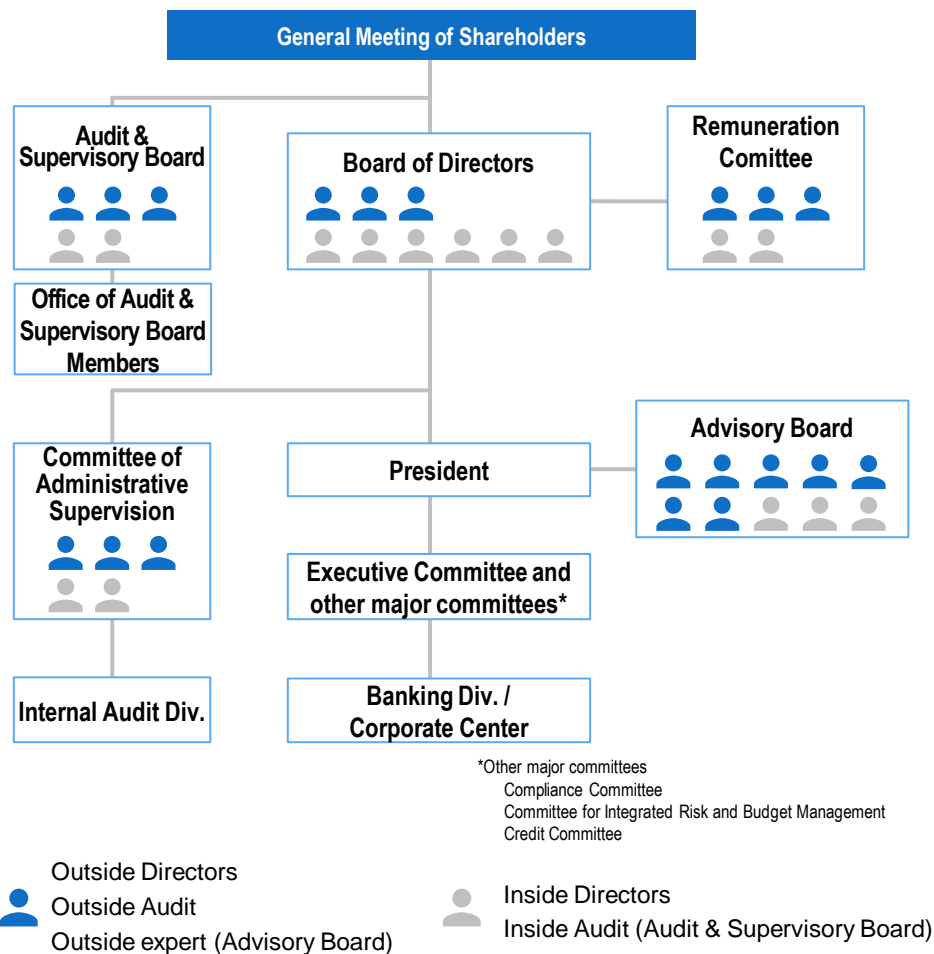 General Meeting of Shareholders
Audit &
Supervisory Board
Board of Directors
Remuneration
Comittee
Office of Audit &
Supervisory Board
Members
Committee of
Administrative
Supervision
President
Advisory Board
Executive Committee and
other major committees*
Internal Audit Div.
Banking Div. /
Corporate Center
*Other major committees
Compliance Committee
Committee for Integrated Risk and Budget Management
Credit Committee
Outside Directors
Outside Audit
Outside expert (Advisory Board)
Inside Directors
Inside Audit (Audit & Supervisory Board)